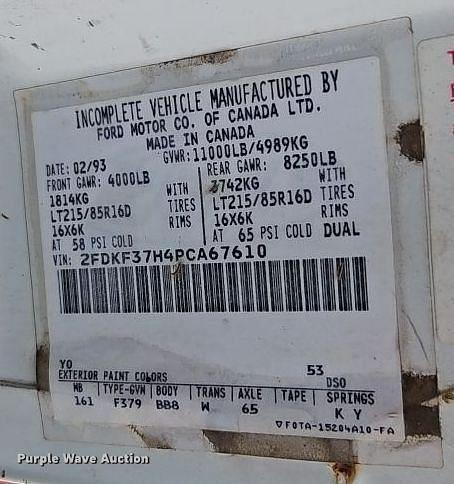 INCOMPLETE VEHICLE MANUFACTURED BY
FORD MOTOR CO. OF CANADA LTD.
MADE IN CANADA
DATE: 02/93 GVWR: 11000LB/4989KG
FRONT GAWR: 4000LB REAR GAWR: 8250LB
1814KG WITH 3742KG WITH
LT215/85R16D TIRES LT215/85R16D TIRES
16X6K RIMS 16X6K RIMS
AT 58 PSI COLD AT 65 PSI COLD DUAL
VIN: 2FDKF37H4PCA67610
YO 53
EXTERIOR PAINT COLORS DSO
WB TYPE-GVW BODY TRANS AXLE TAPE SPRINGS
161 F379 BB8 W 65 K Y
F0TA-15204A10-FA
Purple Wave Auction